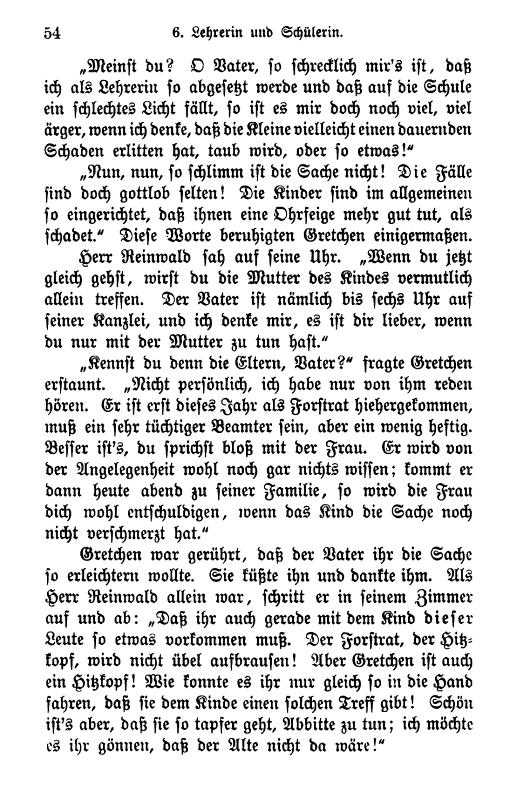 54 6. Lehrerin und Schülerin.
„Meinst du? O Vater, so schrecklich mir's ist, daß
ich als Lehrerin so abgesetzt werde und daß auf die Schule
ein schlechtes Licht fällt, so ist es mir doch noch viel, viel
ärger, wenn ich denke, daß die Kleine vielleicht einen dauernden
Schaden erlitten hat, taub wird, oder so etwas!“
„Nun, nun, so schlimm ist die Sache nicht! Die Fälle
sind doch gottlob selten! Die Kinder sind im allgemeinen
so eingerichtet, daß ihnen eine Ohrfeige mehr gut tut, als
schadet.“ Diese Worte beruhigten Gretchen einigermaßen.
Herr Reinwald sah auf seine Uhr. „Wenn du jetzt
gleich gehst, wirst du die Mutter des Kindes vermutlich
allein treffen. Der Vater ist nämlich bis sechs Uhr auf
seiner Kanzlei, und ich denke mir, es ist dir lieber, wenn
du nur mit der Mutter zu tun hast.“
„Kennst du denn die Eltern, Vater?“ fragte Gretchen
erstaunt. „Nicht persönlich, ich habe nur von ihm reden
hören. Er ist erst dieses Jahr als Forstrat hiehergekommen,
muß ein sehr tüchtiger Beamter sein, aber ein wenig heftig.
Besser ist's, du sprichst bloß mit der Frau. Er wird von
der Angelegenheit wohl noch gar nichts wissen; kommt er
dann heute abend zu seiner Familie, so wird die Frau
dich wohl entschuldigen, wenn das Kind die Sache noch
nicht verschmerzt hat.“
Gretchen war gerührt, daß der Vater ihr die Sache
so erleichtern wollte. Sie küßte ihn und dankte ihm. Als
Herr Reinwald allein war, schritt er in seinem Zimmer
auf und ab: „Daß ihr auch gerade mit dem Kind dieser
Leute so etwas vorkommen muß. Der Forstrat, der Hitz-
kopf, wird nicht übel aufbrausen! Aber Gretchen ist auch
ein Hitzkopf! Wie konnte es ihr nur gleich so in die Hand
fahren, daß sie dem Kinde einen solchen Treff gibt! Schön
ist's aber, daß sie so tapfer geht, Abbitte zu tun; ich möchte
es ihr gönnen, daß der Alte nicht da wäre!“